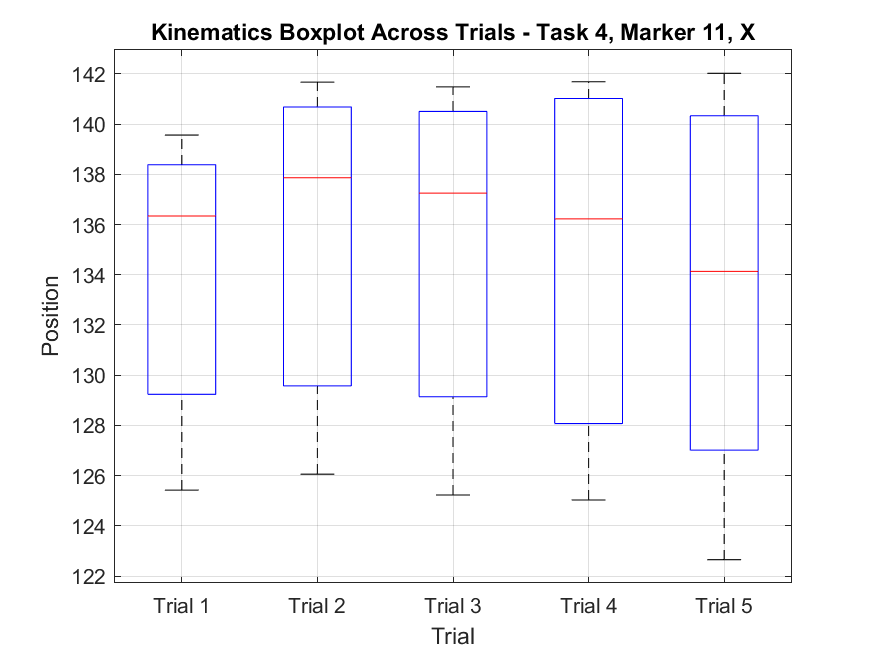 Kinematics Boxplot Across Trials - Task 4, Marker 11, X
142
140
138
136
134
132
130
128
126
124
122
Position
Trial 1 Trial 2 Trial 3 Trial 4 Trial 5
Trial